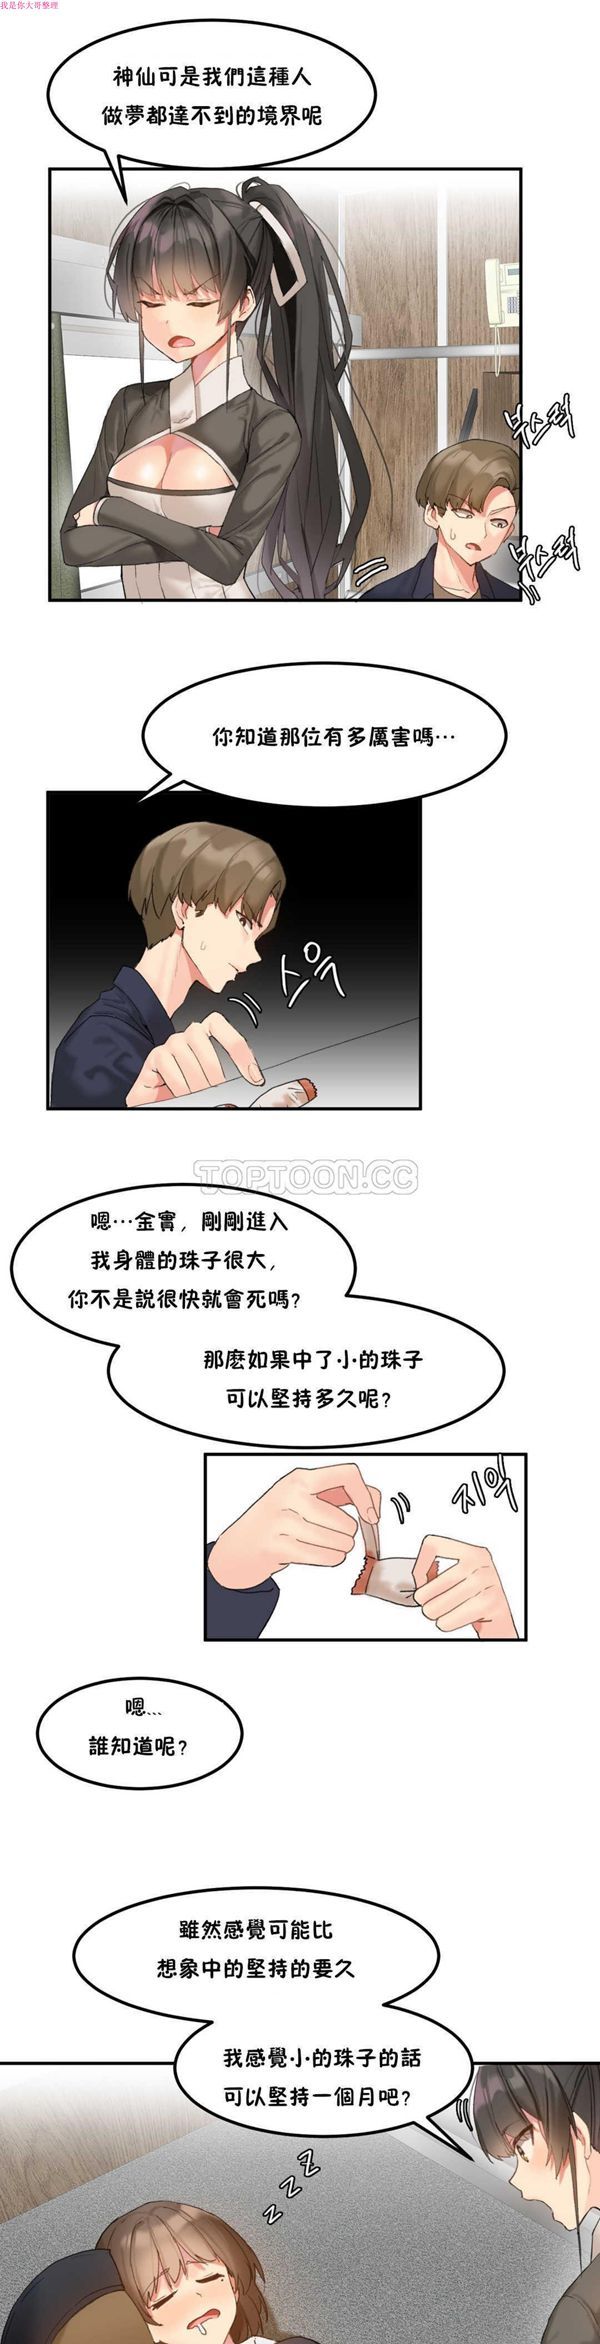 我是你大哥整理
神仙可是我們這種人
做夢都達不到的境界呢
부스럭
부스럭
你知道那位有多厲害嗎…
스윽
TOPTOON.CC
嗯…金實，剛剛進入
我身體的珠子很大，
你不是說很快就會死嗎？
那麽如果中了小的珠子
可以堅持多久呢？
지익
嗯...
誰知道呢？
雖然感覺可能比
想象中的堅持的要久
我感覺小的珠子的話
可以堅持一個月吧？
zzz